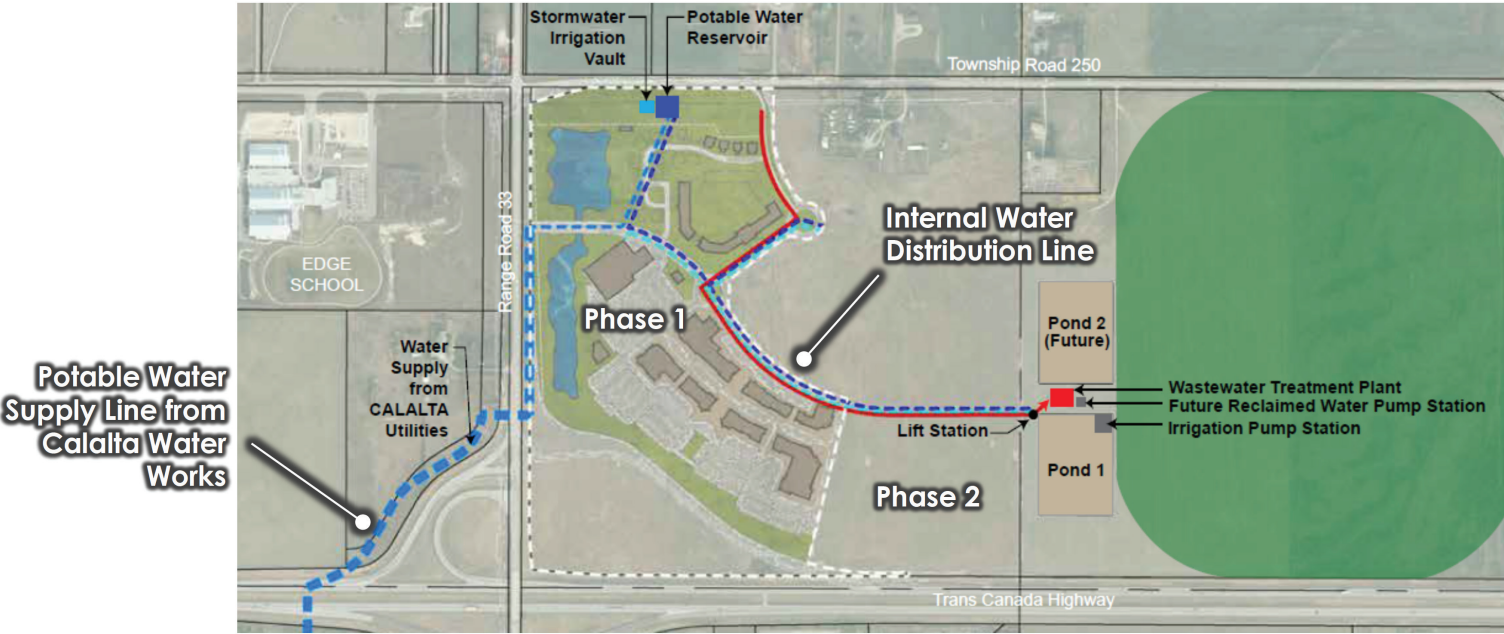 Stormwater
Irrigation
Vault
Potable Water
Reservoir
Township Road 250
Range Road 33
EDGE
SCHOOL
Internal Water
Distribution Line
Phase 1
Pond 2
(Future)
Water
Supply
from
CALALTA
Utilities
Potable Water
Supply Line from
Calalta Water
Works
Wastewater Treatment Plant
Future Reclaimed Water Pump Station
Irrigation Pump Station
Lift Station
Pond 1
Phase 2
Trans Canada Highway